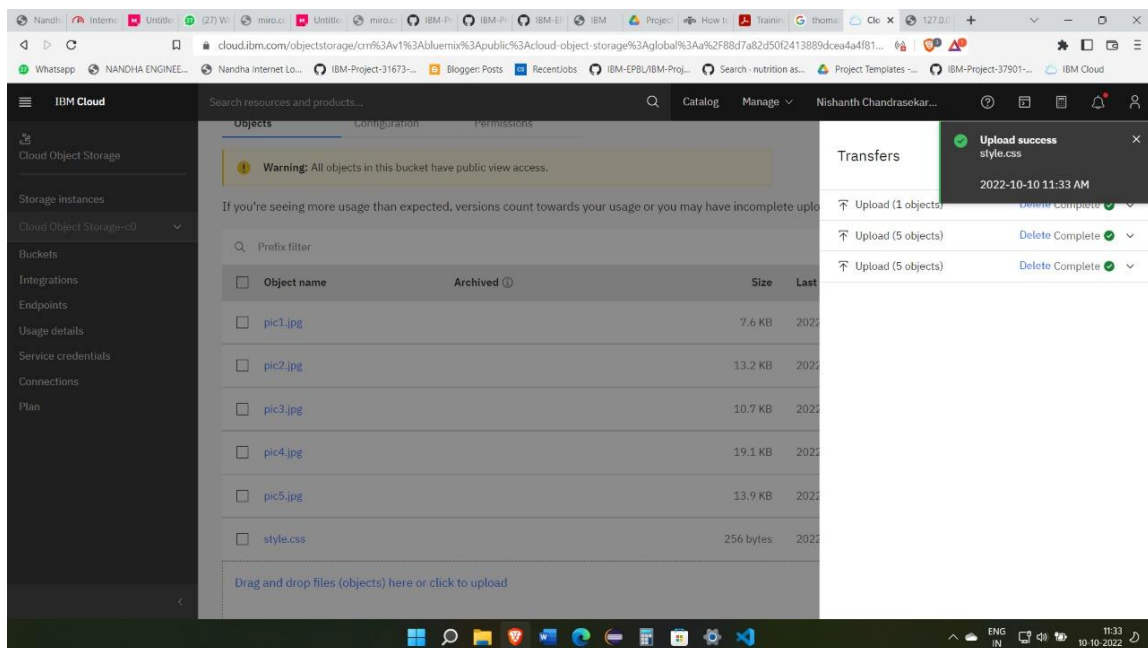 Nandh Interne Untitle (27) W miro.c Untitle miro.c IBM-P IBM-P IBM-E IBM Project How t Trainin thoma Clo 127.0.
cloud.ibm.com/objectstorage/crn%3Av1%3Abluemix%3Apublic%3Acloud-object-storage%3Aglobal%3Aa%2F88d7a82d50f2413889dcea4a4f81...
Whatsapp NANDHA ENGINEE... Nandha Internet Lo... IBM-Project-31673-... Blogger: Posts RecentJobs IBM-EPBL/IBM-Proj... Search - nutrition as... Project Templates -... IBM-Project-37901-... IBM Cloud
IBM Cloud Search resources and products... Catalog Manage Nishanth Chandrasekar...
Cloud Object Storage
Storage instances
Cloud Object Storage-c0
Buckets
Integrations
Endpoints
Usage details
Service credentials
Connections
Plan
Objects Configuration Permissions
Warning: All objects in this bucket have public view access.
If you're seeing more usage than expected, versions count towards your usage or you may have incomplete uplo
Prefix filter
Object name Archived Size Last
pic1.jpg 7.6 KB 2022
pic2.jpg 13.2 KB 2022
pic3.jpg 10.7 KB 2022
pic4.jpg 19.1 KB 2022
pic5.jpg 13.9 KB 2022
style.css 256 bytes 2022
Drag and drop files (objects) here or click to upload
Transfers
Upload success
style.css
2022-10-10 11:33 AM
Upload (1 objects) Delete Complete
Upload (5 objects) Delete Complete
Upload (5 objects) Delete Complete
ENG 11:33
IN 10-10-2022